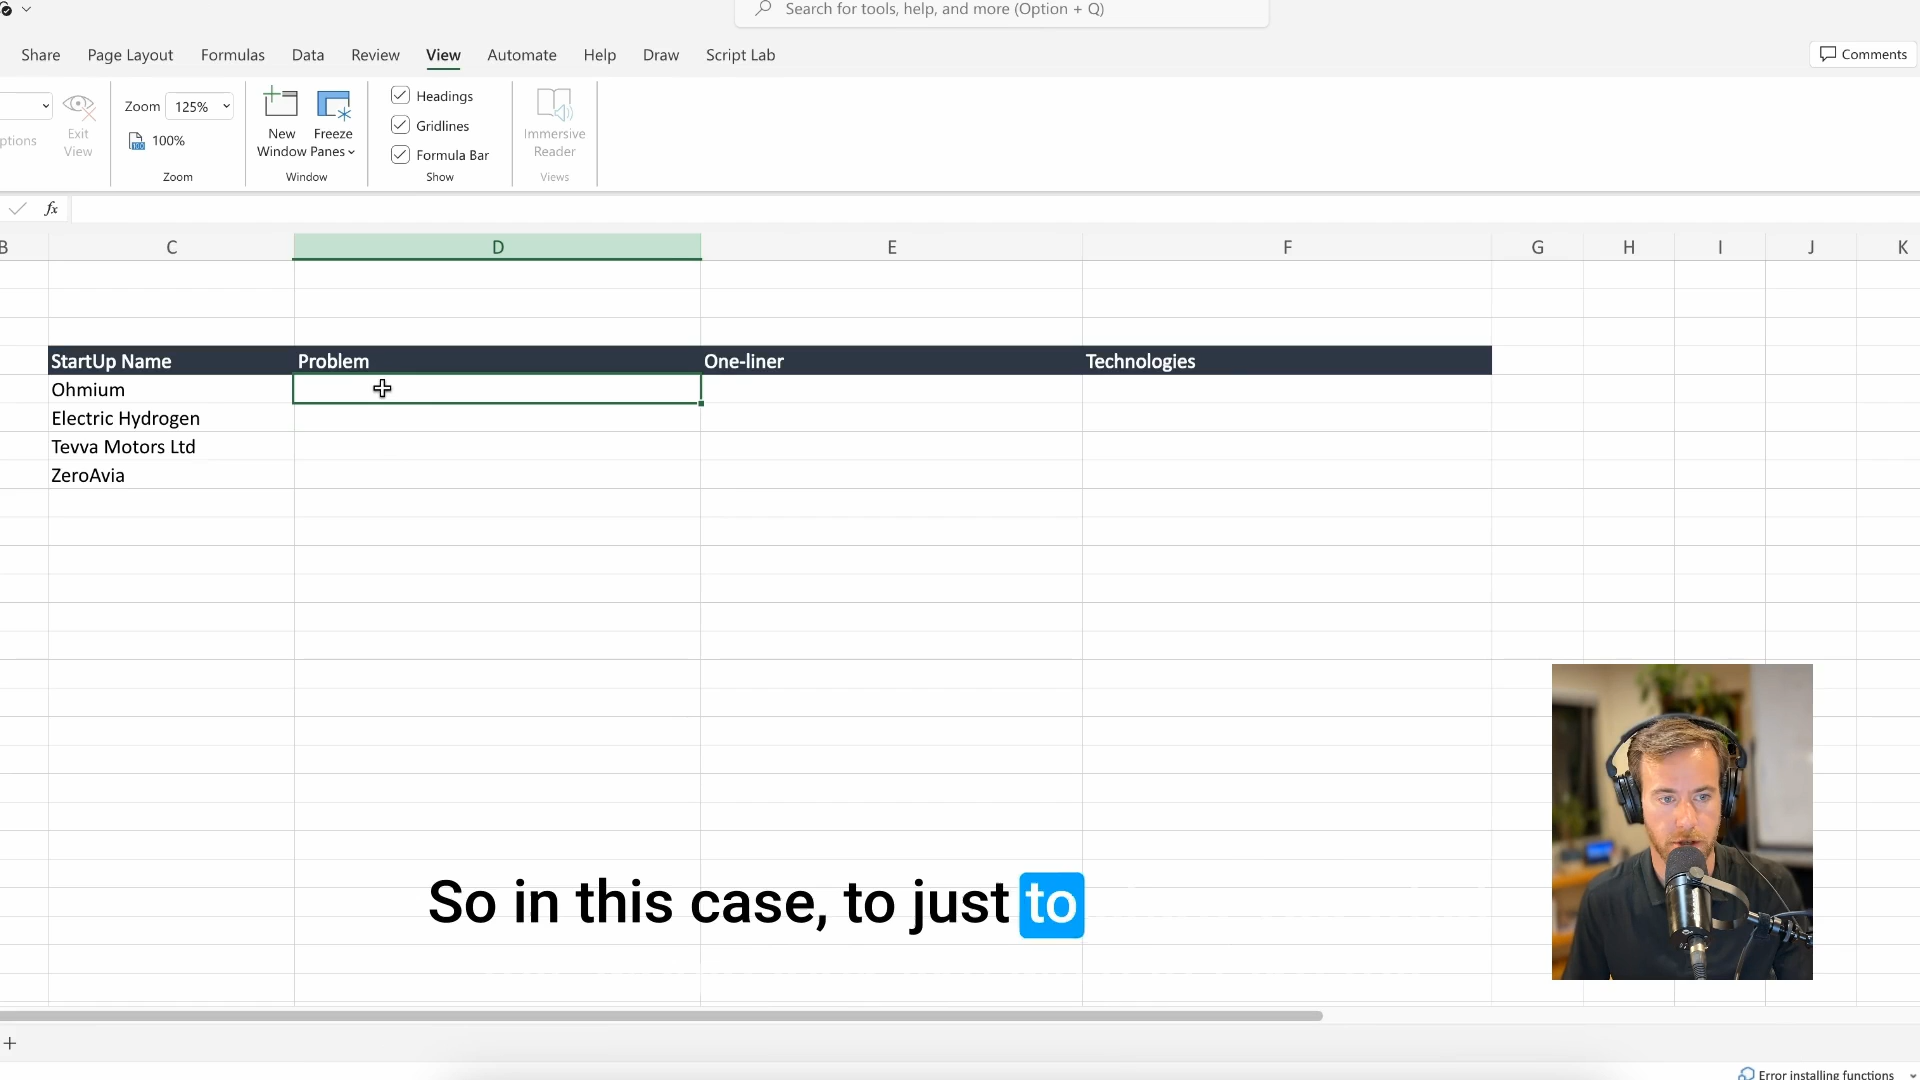 Search for tools, help, and more (Option + Q)
Share Page Layout Formulas Data Review View Automate Help Draw Script Lab
Comments
Zoom 125%
100%
Zoom
ptions
Exit
View
New
Window
Freeze
Panes
Window
Headings
Gridlines
Formula Bar
Show
Immersive
Reader
Views
fx
B C D E F G H I J K
StartUp Name Problem One-liner Technologies
Ohmium
Electric Hydrogen
Tevva Motors Ltd
ZeroAvia
So in this case, to just to
Error installing functions